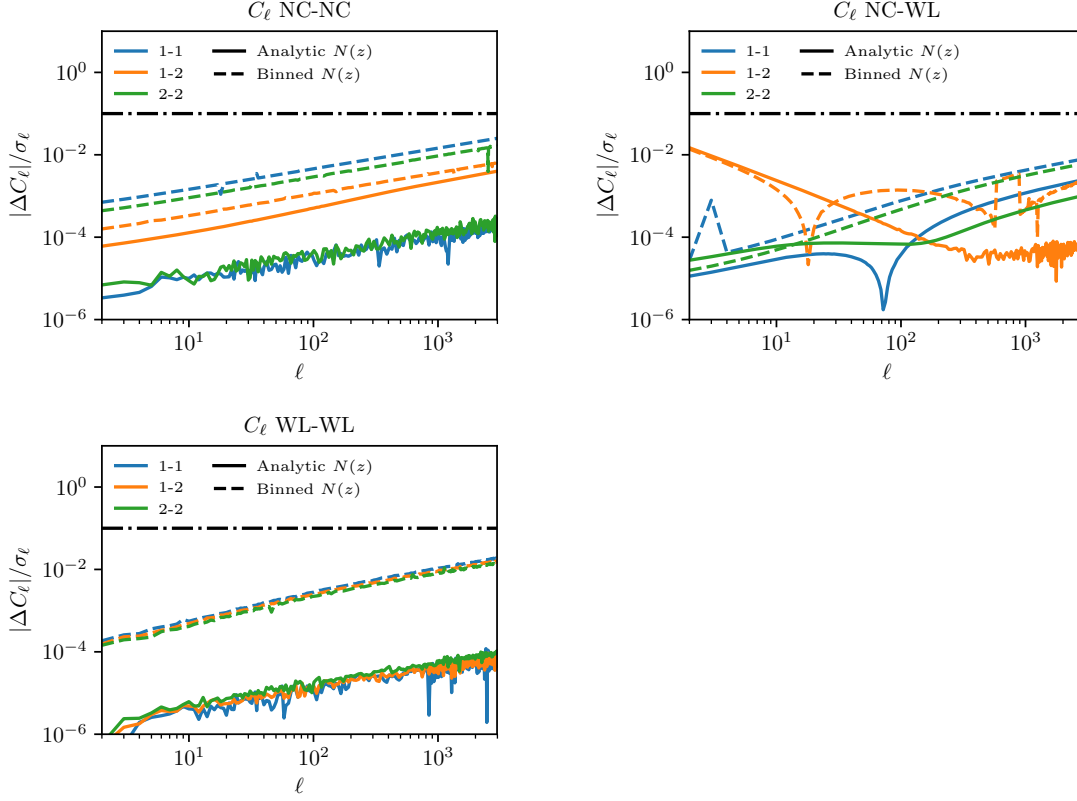 C_ℓ NC-NC
1-1
1-2
2-2
Analytic N(z)
Binned N(z)
10^0
10^{-2}
10^{-4}
10^{-6}
|ΔC_ℓ|/σ_ℓ
10^1
10^2
10^3
ℓ
C_ℓ NC-WL
1-1
1-2
2-2
Analytic N(z)
Binned N(z)
10^0
10^{-2}
10^{-4}
10^{-6}
|ΔC_ℓ|/σ_ℓ
10^1
10^2
10^3
ℓ
C_ℓ WL-WL
1-1
1-2
2-2
Analytic N(z)
Binned N(z)
10^0
10^{-2}
10^{-4}
10^{-6}
|ΔC_ℓ|/σ_ℓ
10^1
10^2
10^3
ℓ